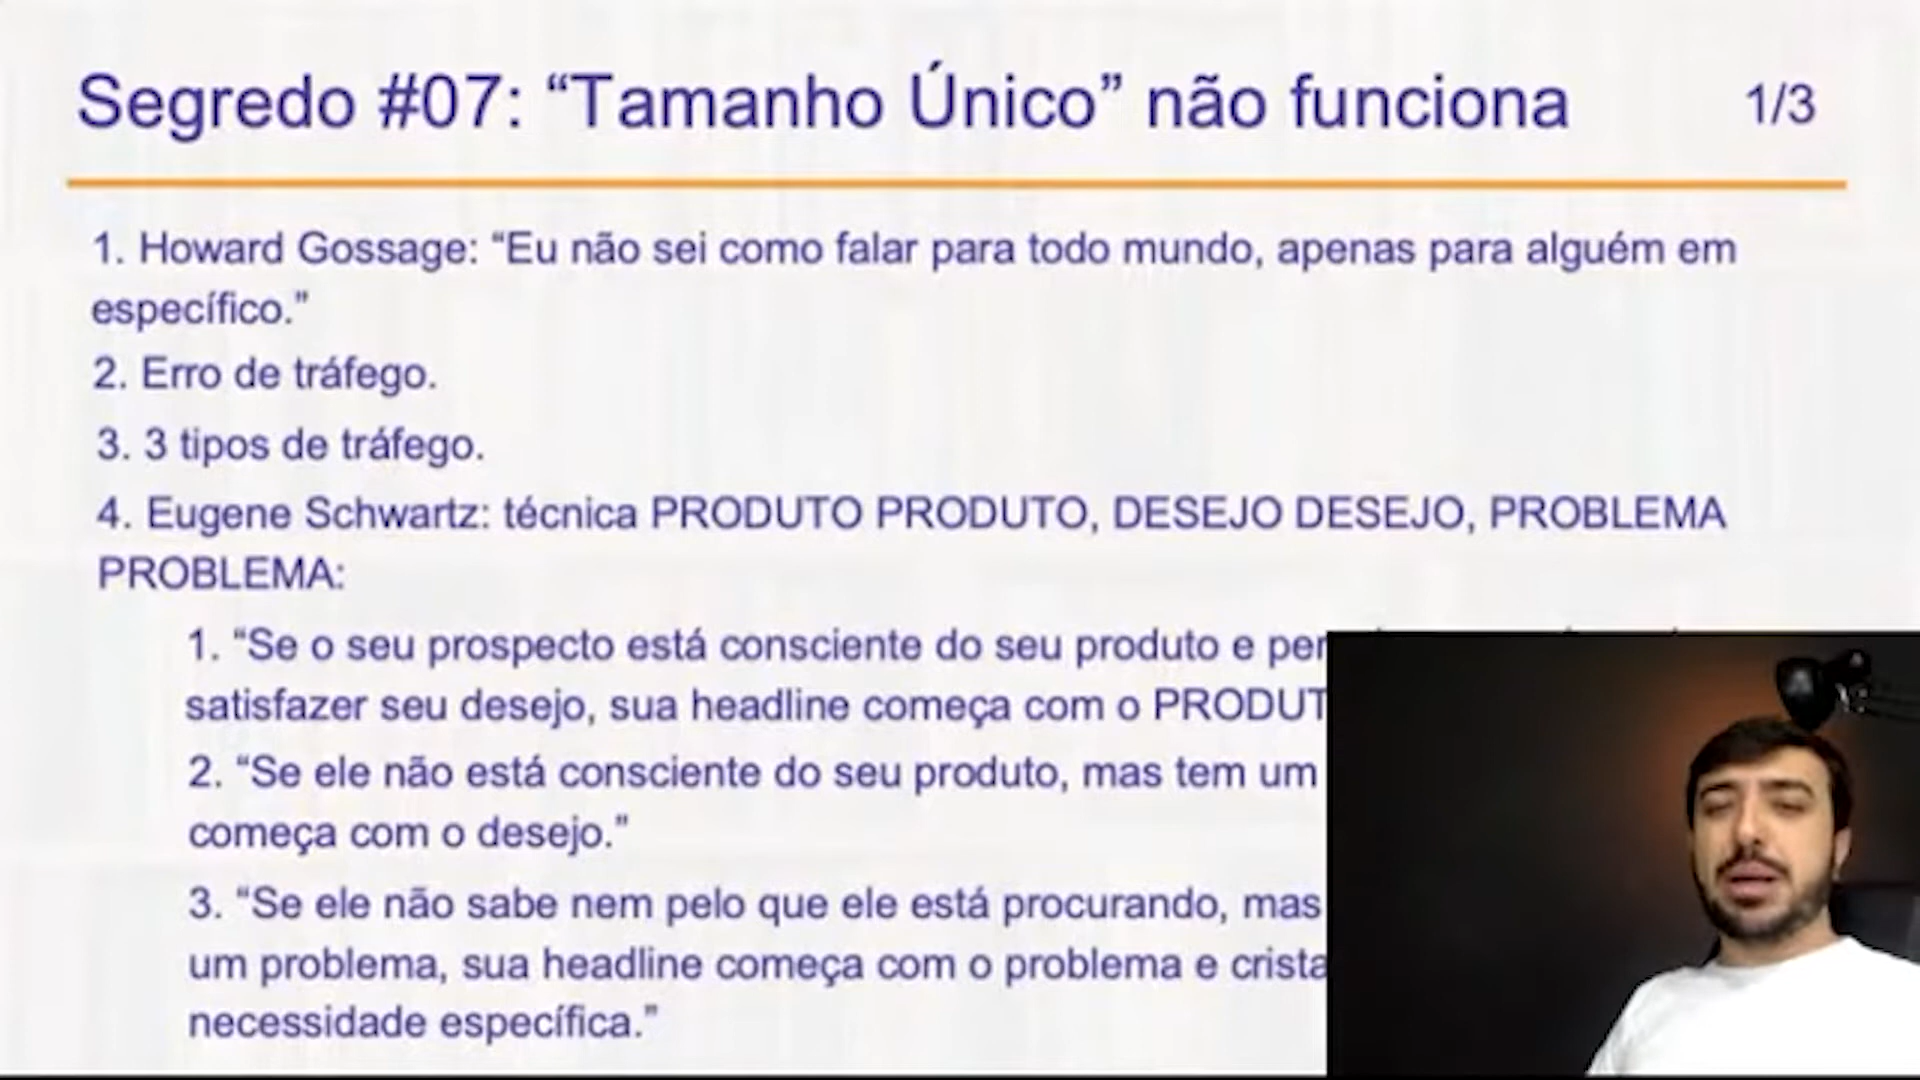 Segredo #07: “Tamanho Único” não funciona 1/3
1. Howard Gossage: “Eu não sei como falar para todo mundo, apenas para alguém em
específico.”
2. Erro de tráfego.
3. 3 tipos de tráfego.
4. Eugene Schwartz: técnica PRODUTO PRODUTO, DESEJO DESEJO, PROBLEMA
PROBLEMA:
1. “Se o seu prospecto está consciente do seu produto e
satisfazer seu desejo, sua headline começa com o
2. “Se ele não está consciente do seu produto, mas tem um
começa com o desejo.”
3. “Se ele não sabe nem pelo que ele está procurando, mas
um problema, sua headline começa com o problema e
necessidade específica.”